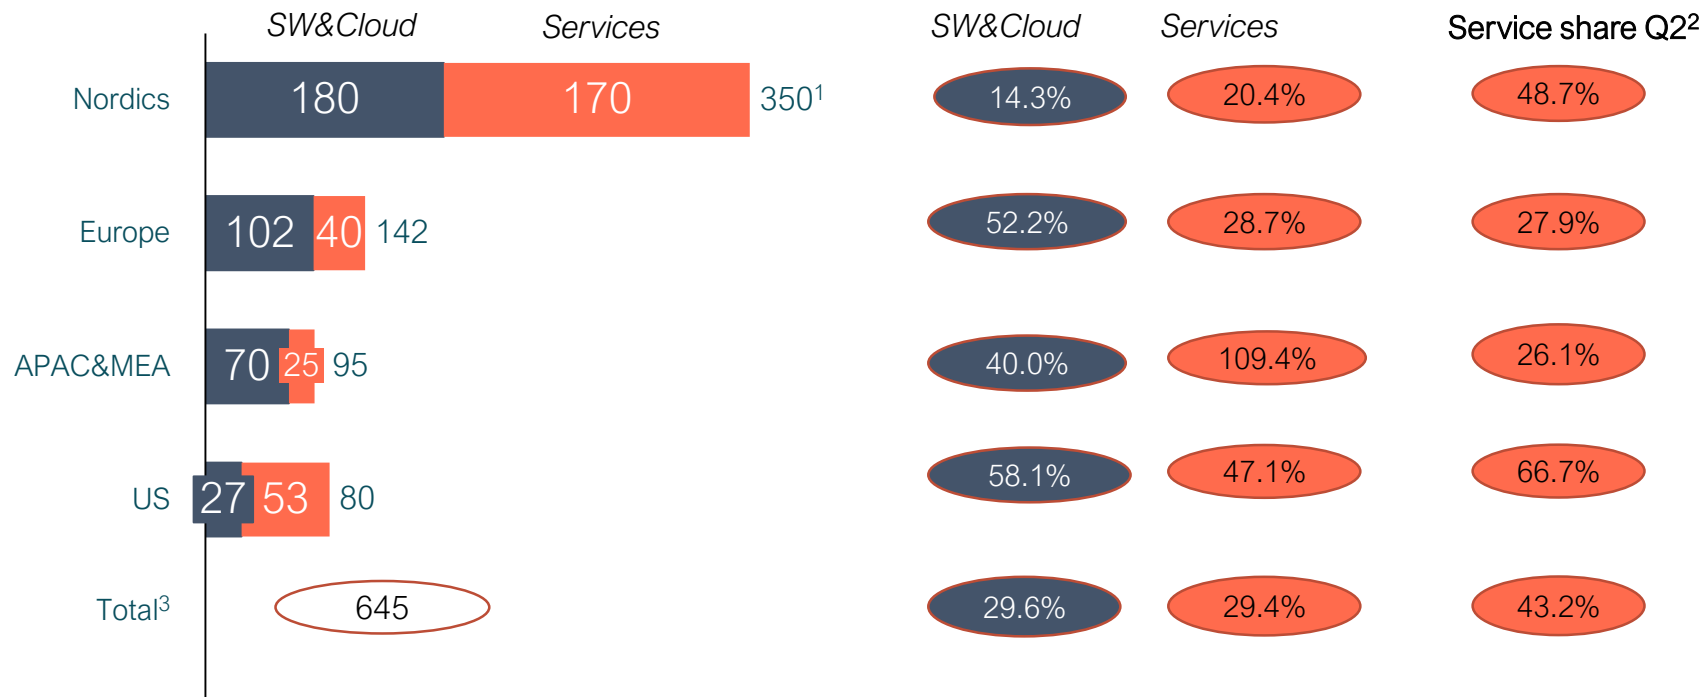 SW&Cloud Services SW&Cloud Services Service share Q2²
Nordics 180 170 350¹ 14.3% 20.4% 48.7%
Europe 102 40 142 52.2% 28.7% 27.9%
APAC&MEA 70 25 95 40.0% 109.4% 26.1%
US 27 53 80 58.1% 47.1% 66.7%
Total³ 645 29.6% 29.4% 43.2%